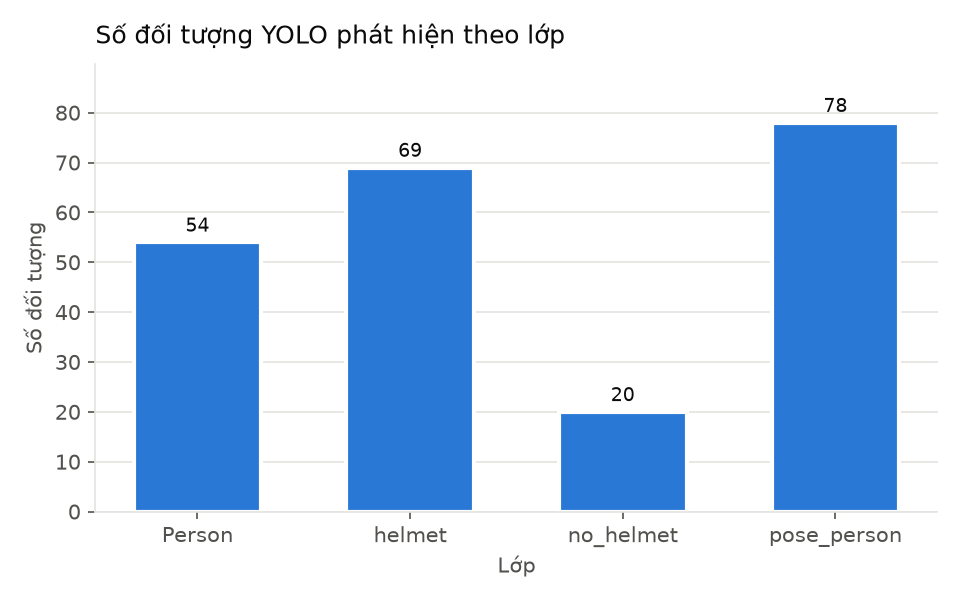 Số đối tượng YOLO phát hiện theo lớp
Số đối tượng
80
70
60
50
40
30
20
10
0
54
69
20
78
Person
helmet
no_helmet
pose_person
Lớp